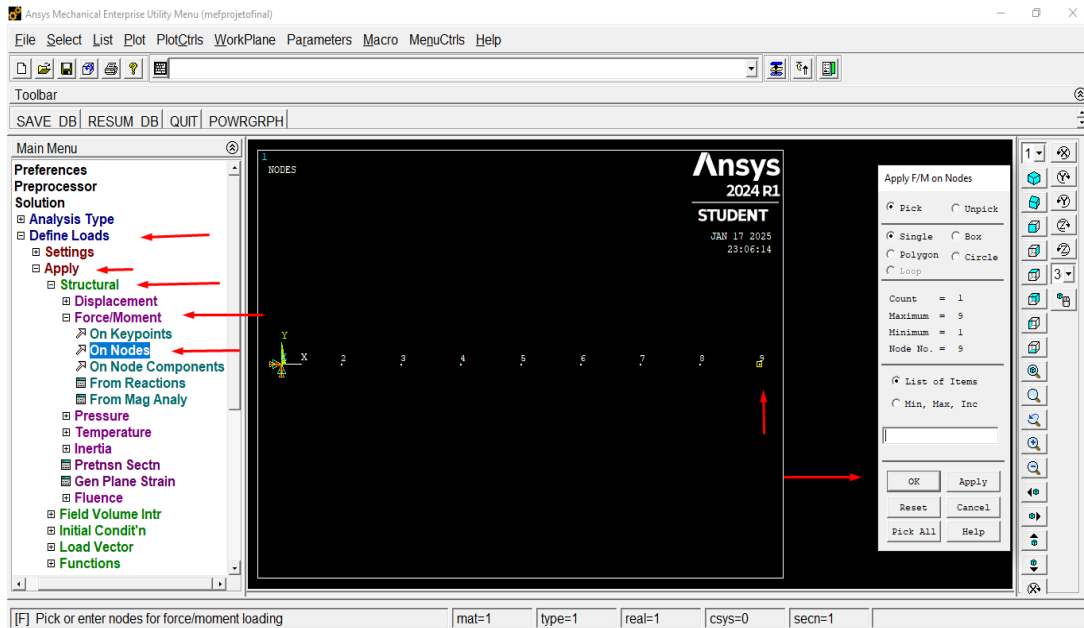 Ansys Mechanical Enterprise Utility Menu (mefprojetofinal)
File Select List Plot PlotCtrls WorkPlane Parameters Macro MenuCtrls Help
Toolbar
SAVE_DB RESUM_DB QUIT POWRGRPH
Main Menu
Preferences
Preprocessor
Solution
Analysis Type
Define Loads
Settings
Apply
Structural
Displacement
Force/Moment
On Keypoints
On Nodes
On Node Components
From Reactions
From Mag Analy
Pressure
Temperature
Inertia
Pretnsn Sectn
Gen Plane Strain
Fluence
Field Volume Intr
Initial Condit'n
Load Vector
Functions
1
NODES
Ansys
2024 R1
STUDENT
JAN 17 2025
23:06:14
Y
X 2 3 4 5 6 7 8 9
Apply F/M on Nodes
Pick Unpick
Single Box
Polygon Circle
Loop
Count = 1
Maximum = 9
Minimum = 1
Node No. = 9
List of Items
Min, Max, Inc
OK Apply
Reset Cancel
Pick All Help
1
3
[F] Pick or enter nodes for force/moment loading
mat=1 type=1 real=1 csys=0 secn=1